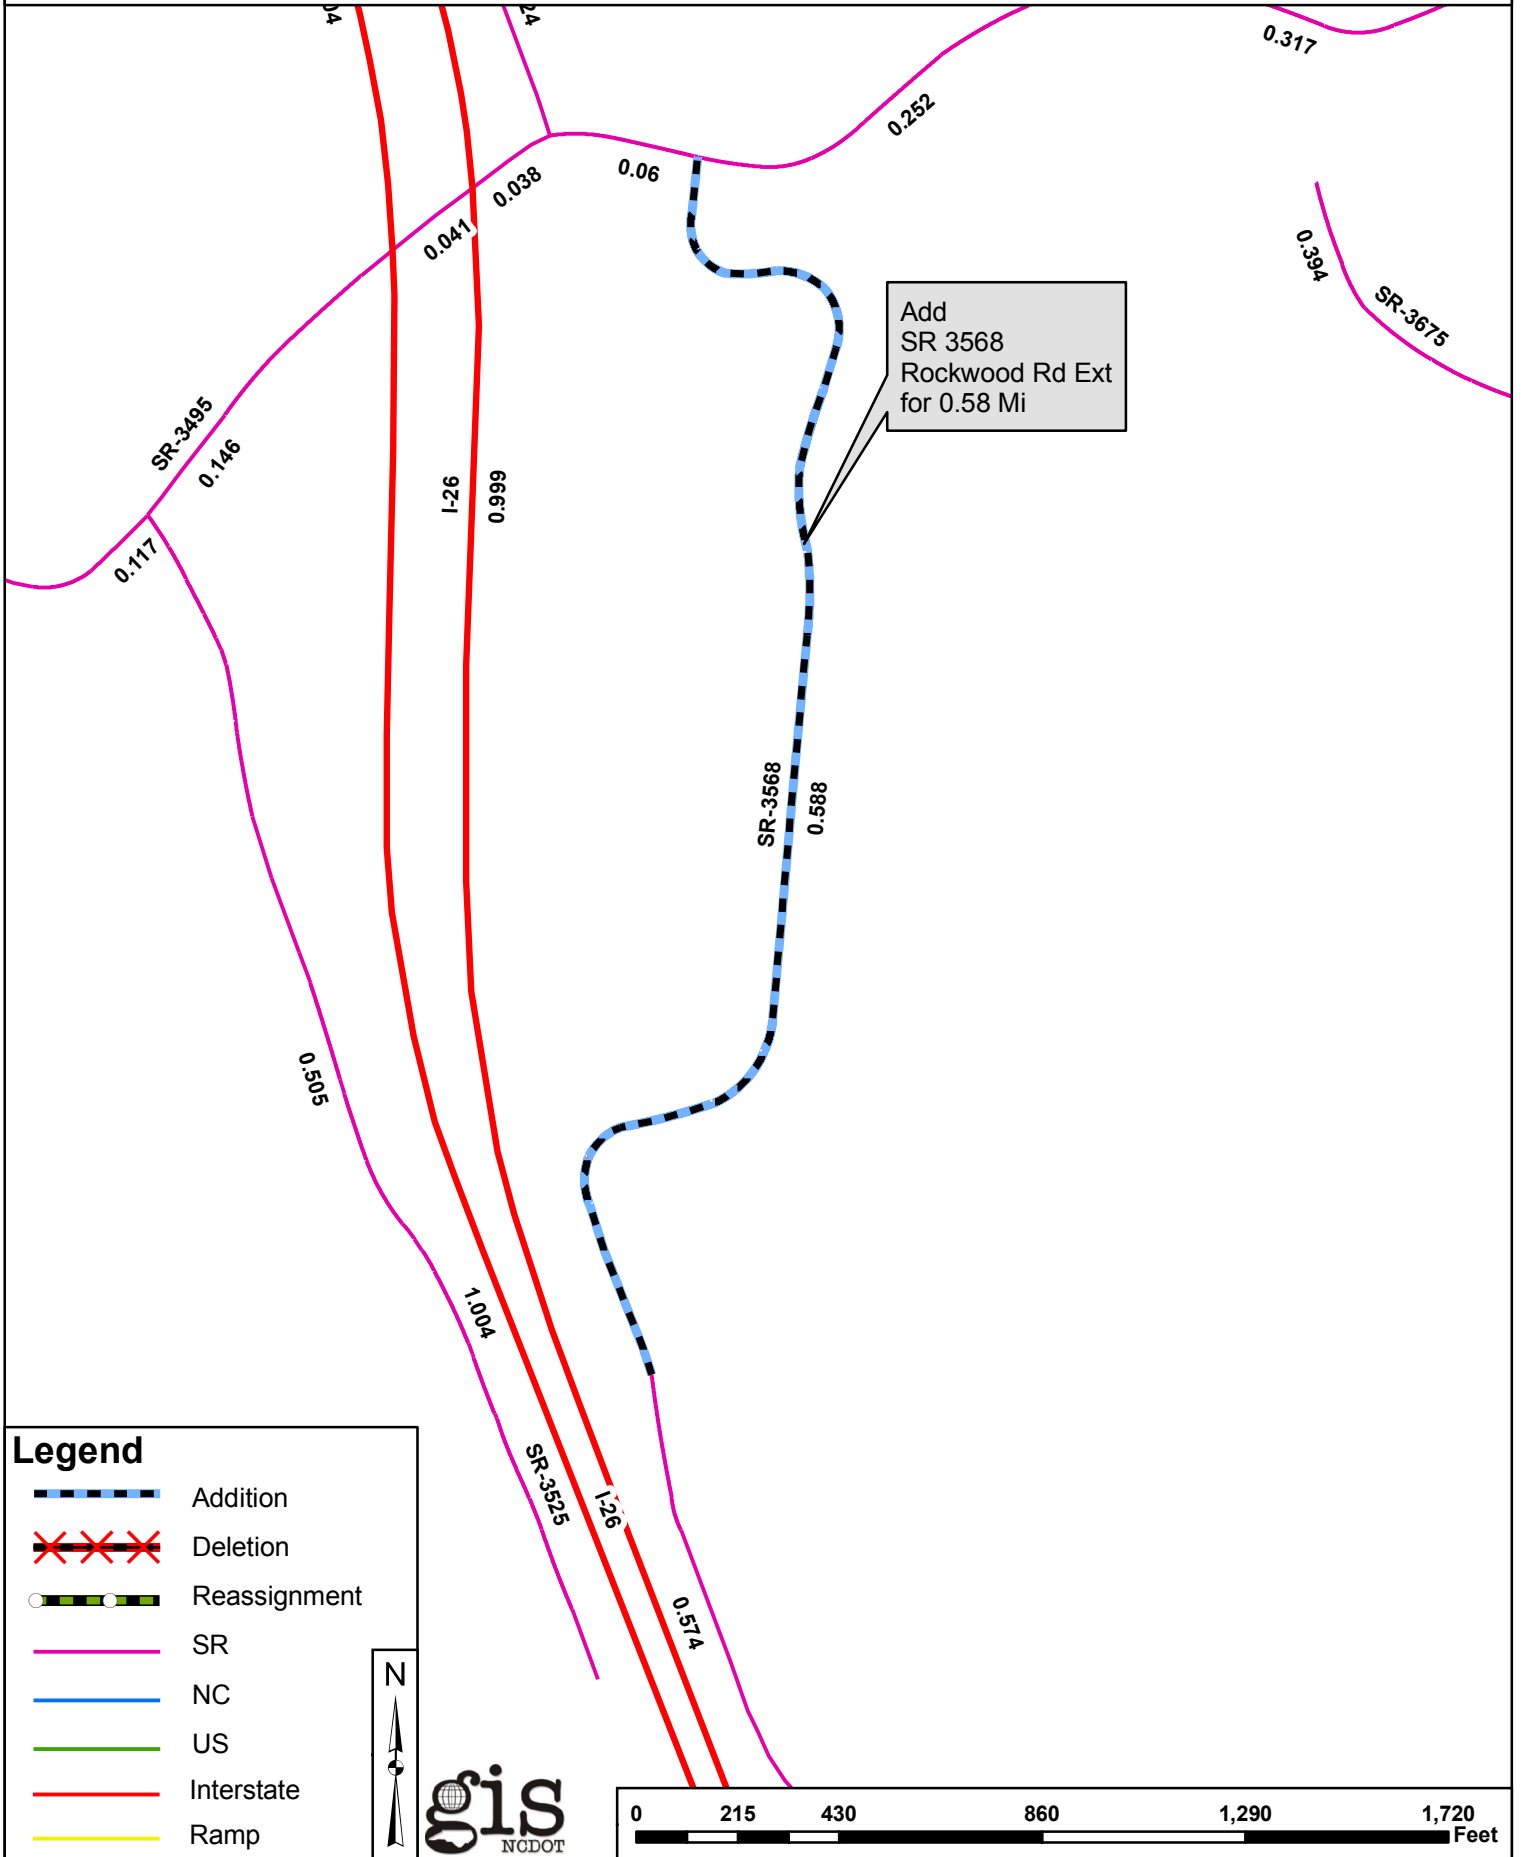 04
24
0.317
0.252
0.06
0.038
0.041
0.394
SR-3675
Add
SR 3568
Rockwood Rd Ext
for 0.58 Mi
SR-3495
0.146
I-26
0.999
0.117
SR-3568
0.588
0.505
1.004
SR-3525
I-26
0.574
Legend
Addition
Deletion
Reassignment
SR
NC
US
Interstate
Ramp
N
gis
NCDOT
0 215 430 860 1,290 1,720
Feet